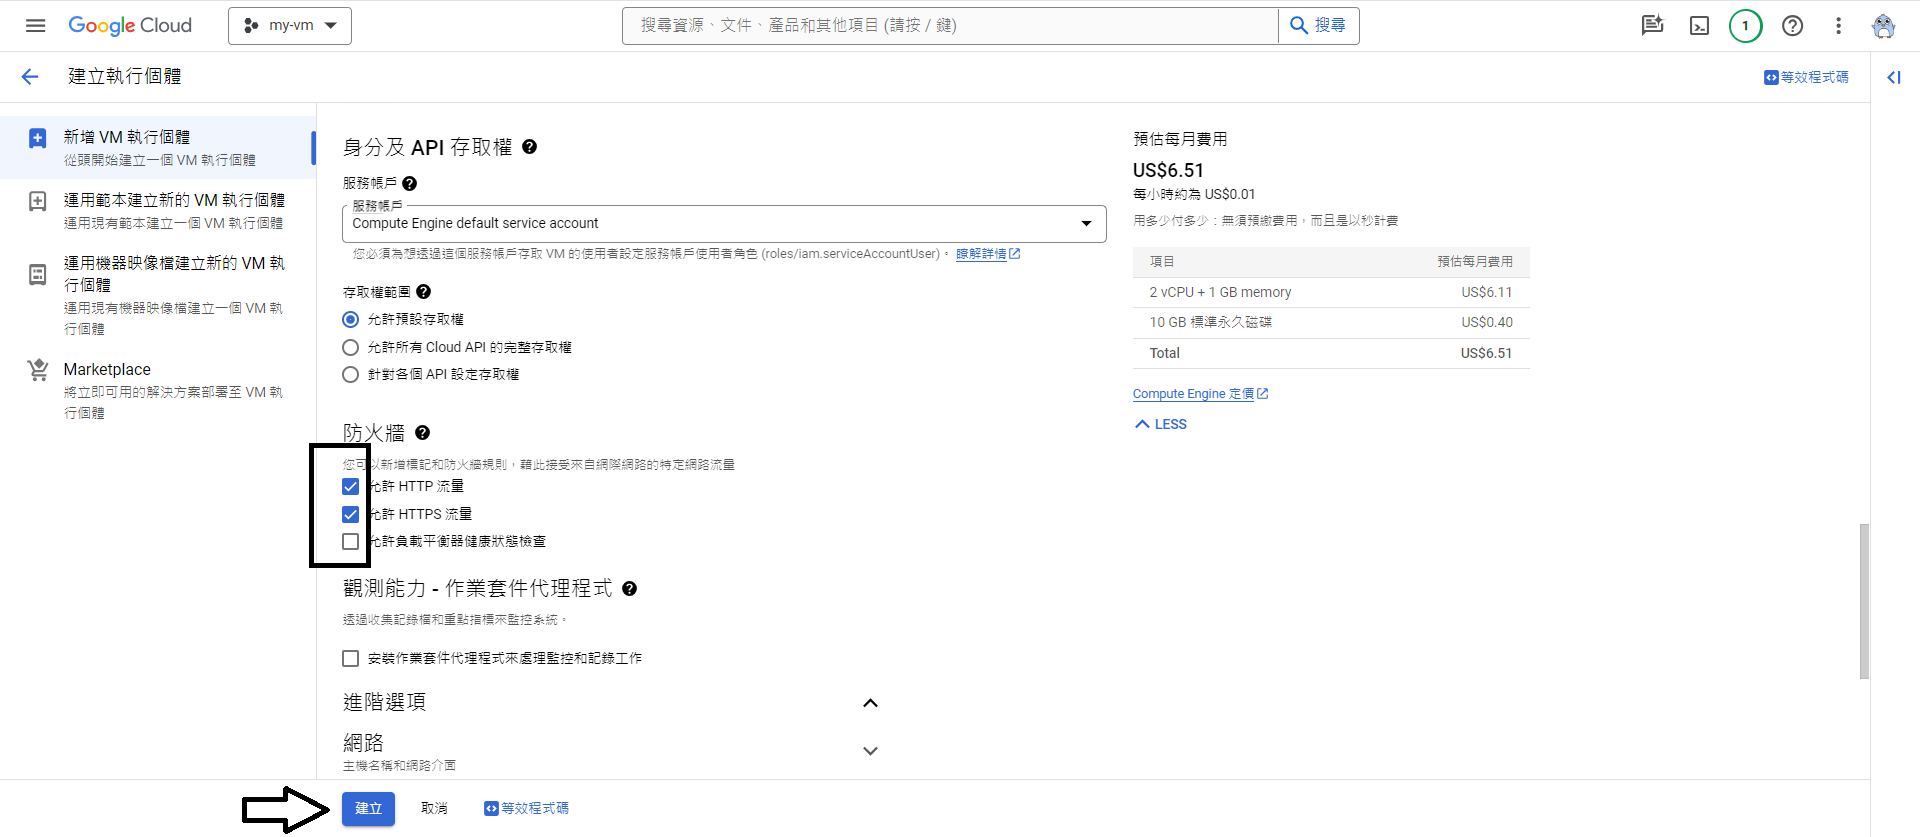 Google Cloud
my-vm
搜尋資源、文件、產品和其他項目 (請按 / 鍵)
搜尋
1
建立執行個體
等效程式碼
新增 VM 執行個體
從頭開始建立一個 VM 執行個體
運用範本建立新的 VM 執行個體
運用現有範本建立一個 VM 執行個體
運用機器映像檔建立新的 VM 執
行個體
運用現有機器映像檔建立一個 VM 執
行個體
Marketplace
將立即可用的解決方案部署至 VM 執
行個體
身分及 API 存取權
服務帳戶
服務帳戶
Compute Engine default service account
您必須為想透過這個服務帳戶存取 VM 的使用者設定服務帳戶使用者角色 (roles/iam.serviceAccountUser)。 瞭解詳情
存取權範圍
允許預設存取權
允許所有 Cloud API 的完整存取權
針對各個 API 設定存取權
防火牆
您可以新增標記和防火牆規則，藉此接受來自網際網路的特定網路流量
允許 HTTP 流量
允許 HTTPS 流量
允許負載平衡器健康狀態檢查
觀測能力 - 作業套件代理程式
透過收集記錄檔和重點指標來監控系統。
安裝作業套件代理程式來處理監控和記錄工作
進階選項
網路
主機名稱和網路介面
建立
取消
等效程式碼
預估每月費用
US$6.51
每小時約為 US$0.01
用多少付多少：無須預繳費用，而且是以秒計費
項目 預估每月費用
2 vCPU + 1 GB memory US$6.11
10 GB 標準永久磁碟 US$0.40
Total US$6.51
Compute Engine 定價
LESS